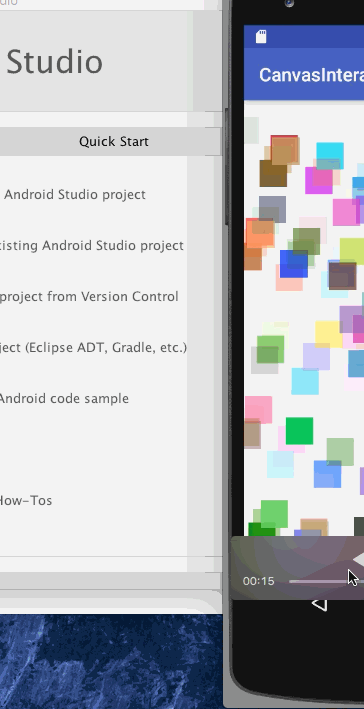 Studio
Quick Start
Android Studio project
xisting Android Studio project
project from Version Control
ject (Eclipse ADT, Gradle, etc.)
Android code sample
How-Tos
CanvasIntera
00:15